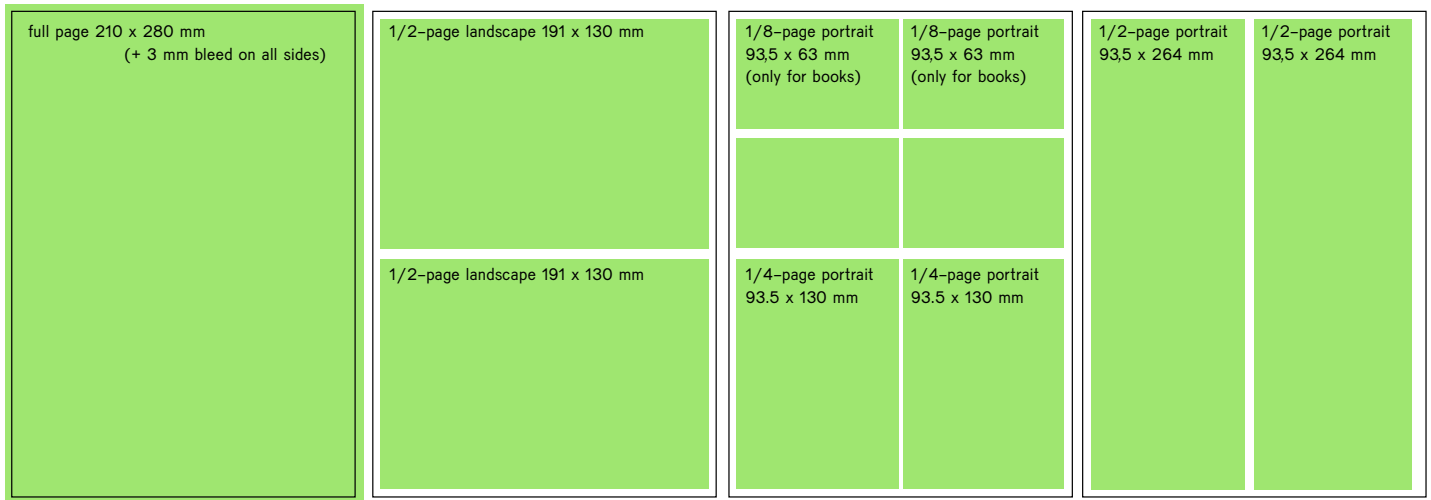 full page 210 x 280 mm
(+ 3 mm bleed on all sides)
1/2-page landscape 191 x 130 mm
1/2-page landscape 191 x 130 mm
1/8-page portrait
93,5 x 63 mm
(only for books)
1/8-page portrait
93,5 x 63 mm
(only for books)
1/4-page portrait
93.5 x 130 mm
1/4-page portrait
93.5 x 130 mm
1/2-page portrait
93,5 x 264 mm
1/2-page portrait
93,5 x 264 mm